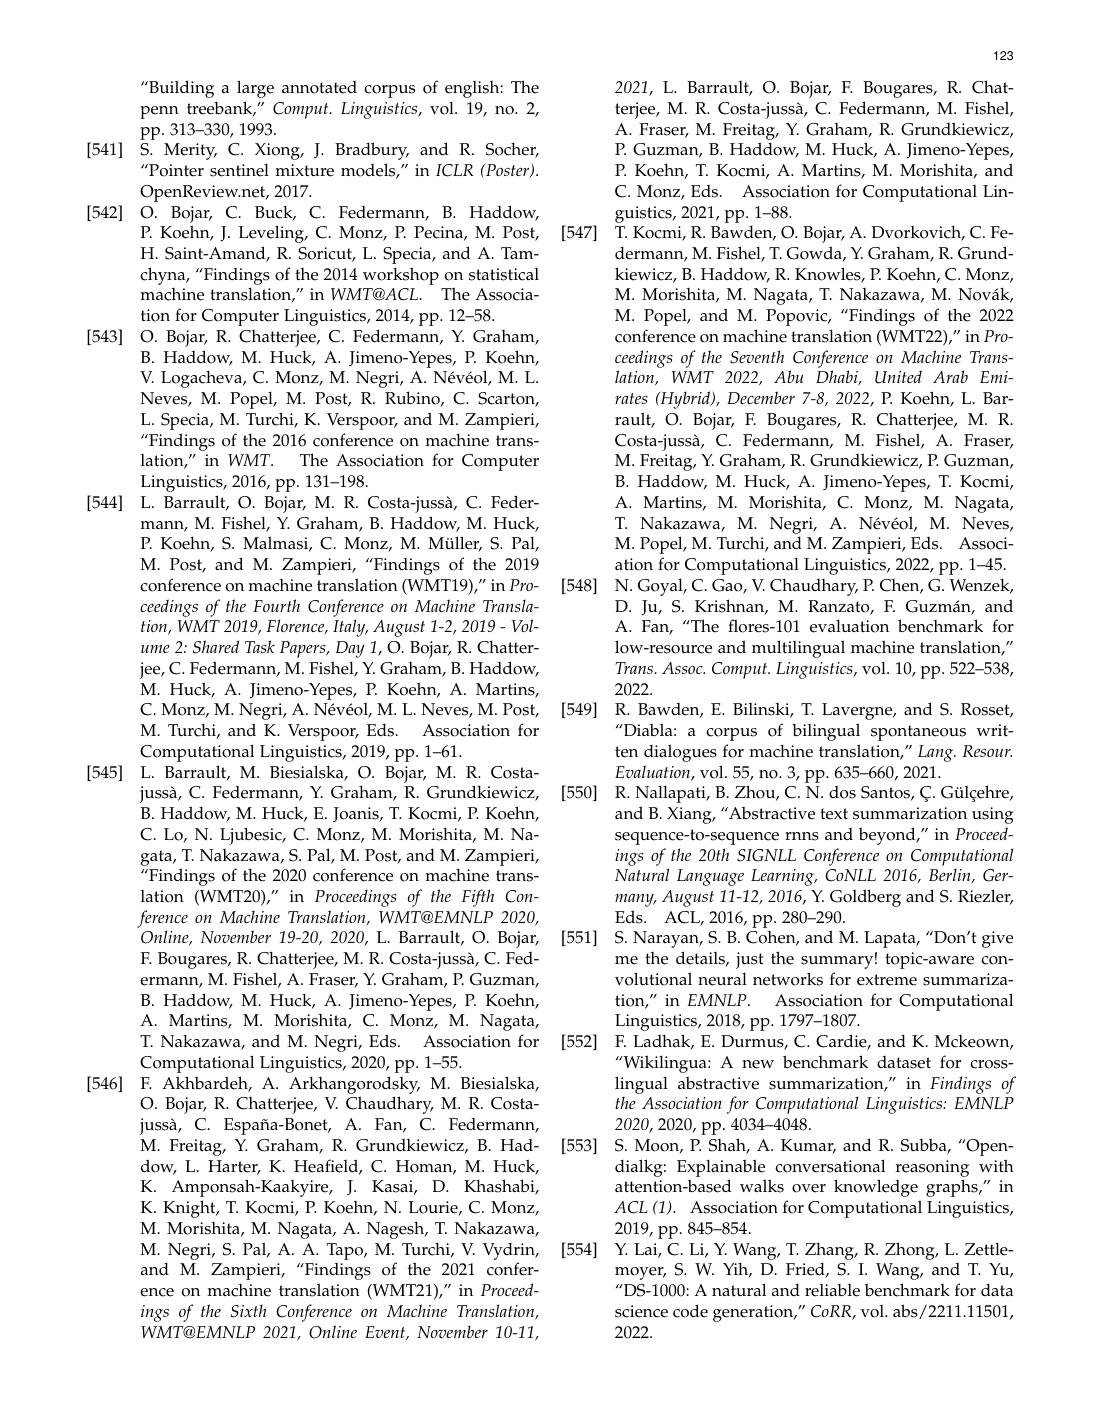 123
“Building a large annotated corpus of english: The
penn treebank,” Comput. Linguistics, vol. 19, no. 2,
pp. 313–330, 1993.
[541] S. Merity, C. Xiong, J. Bradbury, and R. Socher,
“Pointer sentinel mixture models,” in ICLR (Poster).
OpenReview.net, 2017.
[542] O. Bojar, C. Buck, C. Federmann, B. Haddow,
P. Koehn, J. Leveling, C. Monz, P. Pecina, M. Post,
H. Saint-Amand, R. Soricut, L. Specia, and A. Tam-
chyna, “Findings of the 2014 workshop on statistical
machine translation,” in WMT@ACL. The Associa-
tion for Computer Linguistics, 2014, pp. 12–58.
[543] O. Bojar, R. Chatterjee, C. Federmann, Y. Graham,
B. Haddow, M. Huck, A. Jimeno-Yepes, P. Koehn,
V. Logacheva, C. Monz, M. Negri, A. Névéol, M. L.
Neves, M. Popel, M. Post, R. Rubino, C. Scarton,
L. Specia, M. Turchi, K. Verspoor, and M. Zampieri,
“Findings of the 2016 conference on machine trans-
lation,” in WMT. The Association for Computer
Linguistics, 2016, pp. 131–198.
[544] L. Barrault, O. Bojar, M. R. Costa-jussà, C. Feder-
mann, M. Fishel, Y. Graham, B. Haddow, M. Huck,
P. Koehn, S. Malmasi, C. Monz, M. Müller, S. Pal,
M. Post, and M. Zampieri, “Findings of the 2019
conference on machine translation (WMT19),” in Pro-
ceedings of the Fourth Conference on Machine Transla-
tion, WMT 2019, Florence, Italy, August 1-2, 2019 - Vol-
ume 2: Shared Task Papers, Day 1, O. Bojar, R. Chatter-
jee, C. Federmann, M. Fishel, Y. Graham, B. Haddow,
M. Huck, A. Jimeno-Yepes, P. Koehn, A. Martins,
C. Monz, M. Negri, A. Névéol, M. L. Neves, M. Post,
M. Turchi, and K. Verspoor, Eds. Association for
Computational Linguistics, 2019, pp. 1–61.
[545] L. Barrault, M. Biesialska, O. Bojar, M. R. Costa-
jussà, C. Federmann, Y. Graham, R. Grundkiewicz,
B. Haddow, M. Huck, E. Joanis, T. Kocmi, P. Koehn,
C. Lo, N. Ljubesic, C. Monz, M. Morishita, M. Na-
gata, T. Nakazawa, S. Pal, M. Post, and M. Zampieri,
“Findings of the 2020 conference on machine trans-
lation (WMT20),” in Proceedings of the Fifth Con-
ference on Machine Translation, WMT@EMNLP 2020,
Online, November 19-20, 2020, L. Barrault, O. Bojar,
F. Bougares, R. Chatterjee, M. R. Costa-jussà, C. Fed-
ermann, M. Fishel, A. Fraser, Y. Graham, P. Guzman,
B. Haddow, M. Huck, A. Jimeno-Yepes, P. Koehn,
A. Martins, M. Morishita, C. Monz, M. Nagata,
T. Nakazawa, and M. Negri, Eds. Association for
Computational Linguistics, 2020, pp. 1–55.
[546] F. Akhbardeh, A. Arkhangorodsky, M. Biesialska,
O. Bojar, R. Chatterjee, V. Chaudhary, M. R. Costa-
jussà, C. España-Bonet, A. Fan, C. Federmann,
M. Freitag, Y. Graham, R. Grundkiewicz, B. Had-
dow, L. Harter, K. Heafield, C. Homan, M. Huck,
K. Amponsah-Kaakyire, J. Kasai, D. Khashabi,
K. Knight, T. Kocmi, P. Koehn, N. Lourie, C. Monz,
M. Morishita, M. Nagata, A. Nagesh, T. Nakazawa,
M. Negri, S. Pal, A. A. Tapo, M. Turchi, V. Vydrin,
and M. Zampieri, “Findings of the 2021 confer-
ence on machine translation (WMT21),” in Proceed-
ings of the Sixth Conference on Machine Translation,
WMT@EMNLP 2021, Online Event, November 10-11,
2021, L. Barrault, O. Bojar, F. Bougares, R. Chat-
terjee, M. R. Costa-jussà, C. Federmann, M. Fishel,
A. Fraser, M. Freitag, Y. Graham, R. Grundkiewicz,
P. Guzman, B. Haddow, M. Huck, A. Jimeno-Yepes,
P. Koehn, T. Kocmi, A. Martins, M. Morishita, and
C. Monz, Eds. Association for Computational Lin-
guistics, 2021, pp. 1–88.
[547] T. Kocmi, R. Bawden, O. Bojar, A. Dvorkovich, C. Fe-
dermann, M. Fishel, T. Gowda, Y. Graham, R. Grund-
kiewicz, B. Haddow, R. Knowles, P. Koehn, C. Monz,
M. Morishita, M. Nagata, T. Nakazawa, M. Novák,
M. Popel, and M. Popovic, “Findings of the 2022
conference on machine translation (WMT22),” in Pro-
ceedings of the Seventh Conference on Machine Trans-
lation, WMT 2022, Abu Dhabi, United Arab Emi-
rates (Hybrid), December 7-8, 2022, P. Koehn, L. Bar-
rault, O. Bojar, F. Bougares, R. Chatterjee, M. R.
Costa-jussà, C. Federmann, M. Fishel, A. Fraser,
M. Freitag, Y. Graham, R. Grundkiewicz, P. Guzman,
B. Haddow, M. Huck, A. Jimeno-Yepes, T. Kocmi,
A. Martins, M. Morishita, C. Monz, M. Nagata,
T. Nakazawa, M. Negri, A. Névéol, M. Neves,
M. Popel, M. Turchi, and M. Zampieri, Eds. Associ-
ation for Computational Linguistics, 2022, pp. 1–45.
[548] N. Goyal, C. Gao, V. Chaudhary, P. Chen, G. Wenzek,
D. Ju, S. Krishnan, M. Ranzato, F. Guzmán, and
A. Fan, “The flores-101 evaluation benchmark for
low-resource and multilingual machine translation,”
Trans. Assoc. Comput. Linguistics, vol. 10, pp. 522–538,
2022.
[549] R. Bawden, E. Bilinski, T. Lavergne, and S. Rosset,
“Diabla: a corpus of bilingual spontaneous writ-
ten dialogues for machine translation,” Lang. Resour.
Evaluation, vol. 55, no. 3, pp. 635–660, 2021.
[550] R. Nallapati, B. Zhou, C. N. dos Santos, Ç. Gülçehre,
and B. Xiang, “Abstractive text summarization using
sequence-to-sequence rnns and beyond,” in Proceed-
ings of the 20th SIGNLL Conference on Computational
Natural Language Learning, CoNLL 2016, Berlin, Ger-
many, August 11-12, 2016, Y. Goldberg and S. Riezler,
Eds. ACL, 2016, pp. 280–290.
[551] S. Narayan, S. B. Cohen, and M. Lapata, “Don’t give
me the details, just the summary! topic-aware con-
volutional neural networks for extreme summariza-
tion,” in EMNLP. Association for Computational
Linguistics, 2018, pp. 1797–1807.
[552] F. Ladhak, E. Durmus, C. Cardie, and K. Mckeown,
“Wikilingua: A new benchmark dataset for cross-
lingual abstractive summarization,” in Findings of
the Association for Computational Linguistics: EMNLP
2020, 2020, pp. 4034–4048.
[553] S. Moon, P. Shah, A. Kumar, and R. Subba, “Open-
dialkg: Explainable conversational reasoning with
attention-based walks over knowledge graphs,” in
ACL (1). Association for Computational Linguistics,
2019, pp. 845–854.
[554] Y. Lai, C. Li, Y. Wang, T. Zhang, R. Zhong, L. Zettle-
moyer, S. W. Yih, D. Fried, S. I. Wang, and T. Yu,
“DS-1000: A natural and reliable benchmark for data
science code generation,” CoRR, vol. abs/2211.11501,
2022.